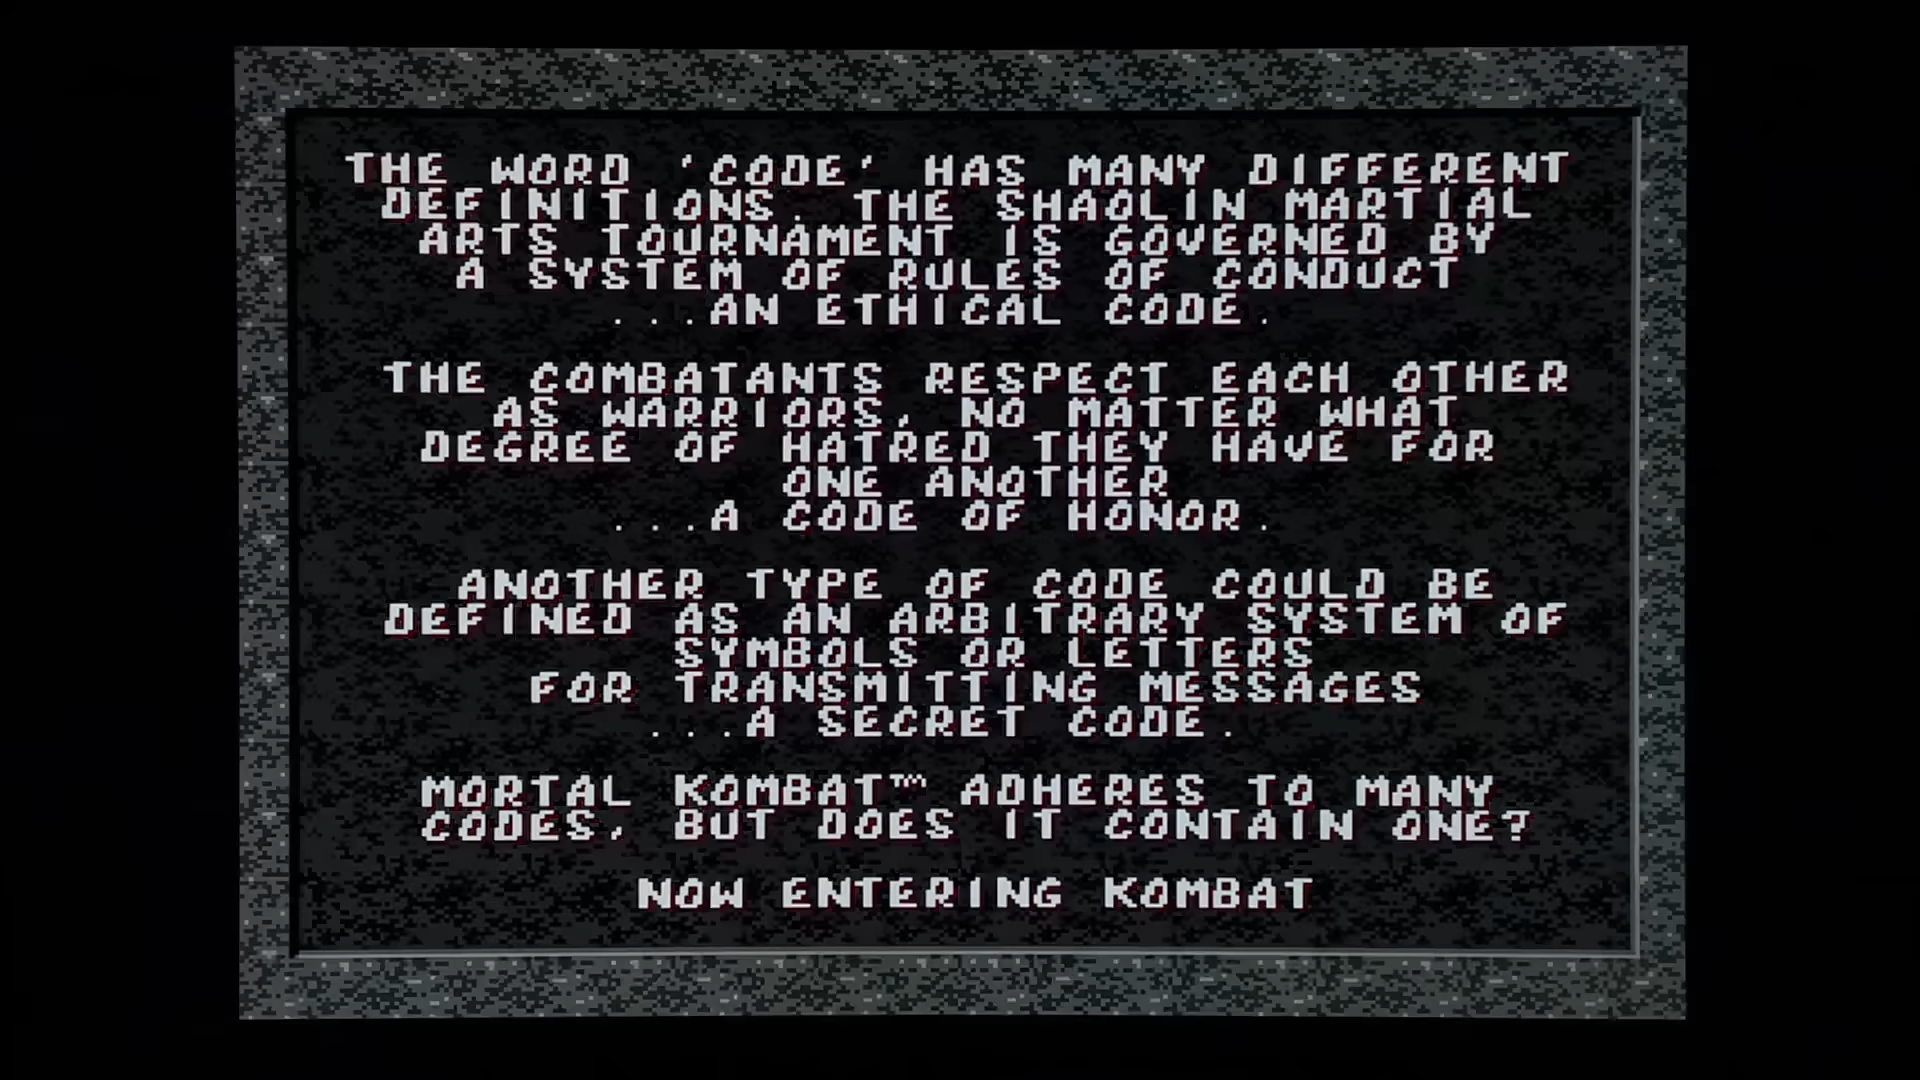 THE WORD 'CODE' HAS MANY DIFFERENT
DEFINITIONS. THE SHAOLIN MARTIAL
ARTS TOURNAMENT IS GOVERNED BY
A SYSTEM OF RULES OF CONDUCT
...AN ETHICAL CODE.
THE COMBATANTS RESPECT EACH OTHER
AS WARRIORS, NO MATTER WHAT
DEGREE OF HATRED THEY HAVE FOR
ONE ANOTHER
...A CODE OF HONOR.
ANOTHER TYPE OF CODE COULD BE
DEFINED AS AN ARBITRARY SYSTEM OF
SYMBOLS OR LETTERS
FOR TRANSMITTING MESSAGES
...A SECRET CODE.
MORTAL KOMBAT™ ADHERES TO MANY
CODES, BUT DOES IT CONTAIN ONE?
NOW ENTERING KOMBAT